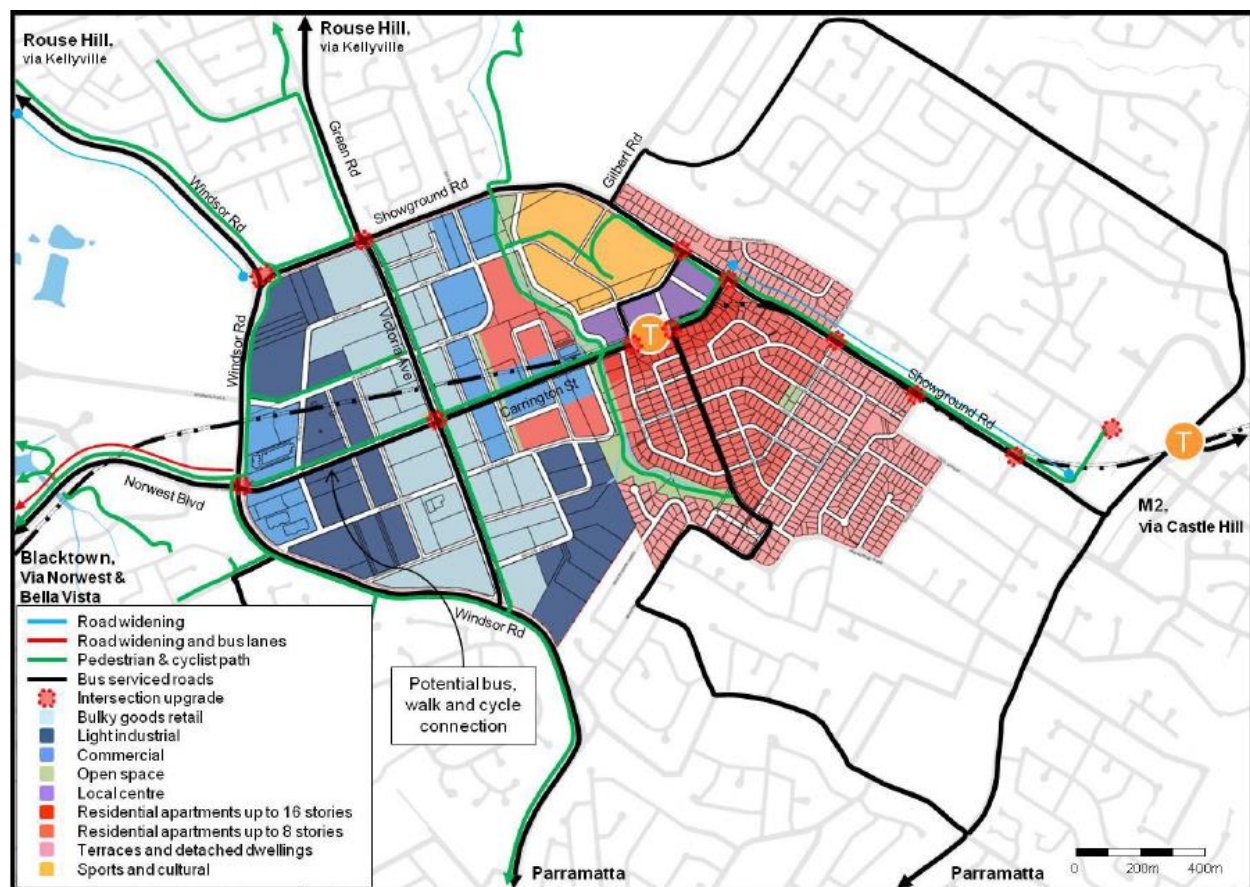 Rouse Hill,
via Kellyville
Rouse Hill,
via Kellyville
Windsor Rd
Green Rd
Showground Rd
Gilbert Rd
Windsor Rd
Victoria Ave
Carrington St
T
Showground Rd
T
Norwest Blvd
M2,
via Castle Hill
Blacktown,
Via Norwest &
Bella Vista
Windsor Rd
Road widening
Road widening and bus lanes
Pedestrian & cyclist path
Bus serviced roads
Intersection upgrade
Bulky goods retail
Light industrial
Commercial
Open space
Local centre
Residential apartments up to 16 stories
Residential apartments up to 8 stories
Terraces and detached dwellings
Sports and cultural
Potential bus,
walk and cycle
connection
Parramatta
Parramatta
0 200m 400m